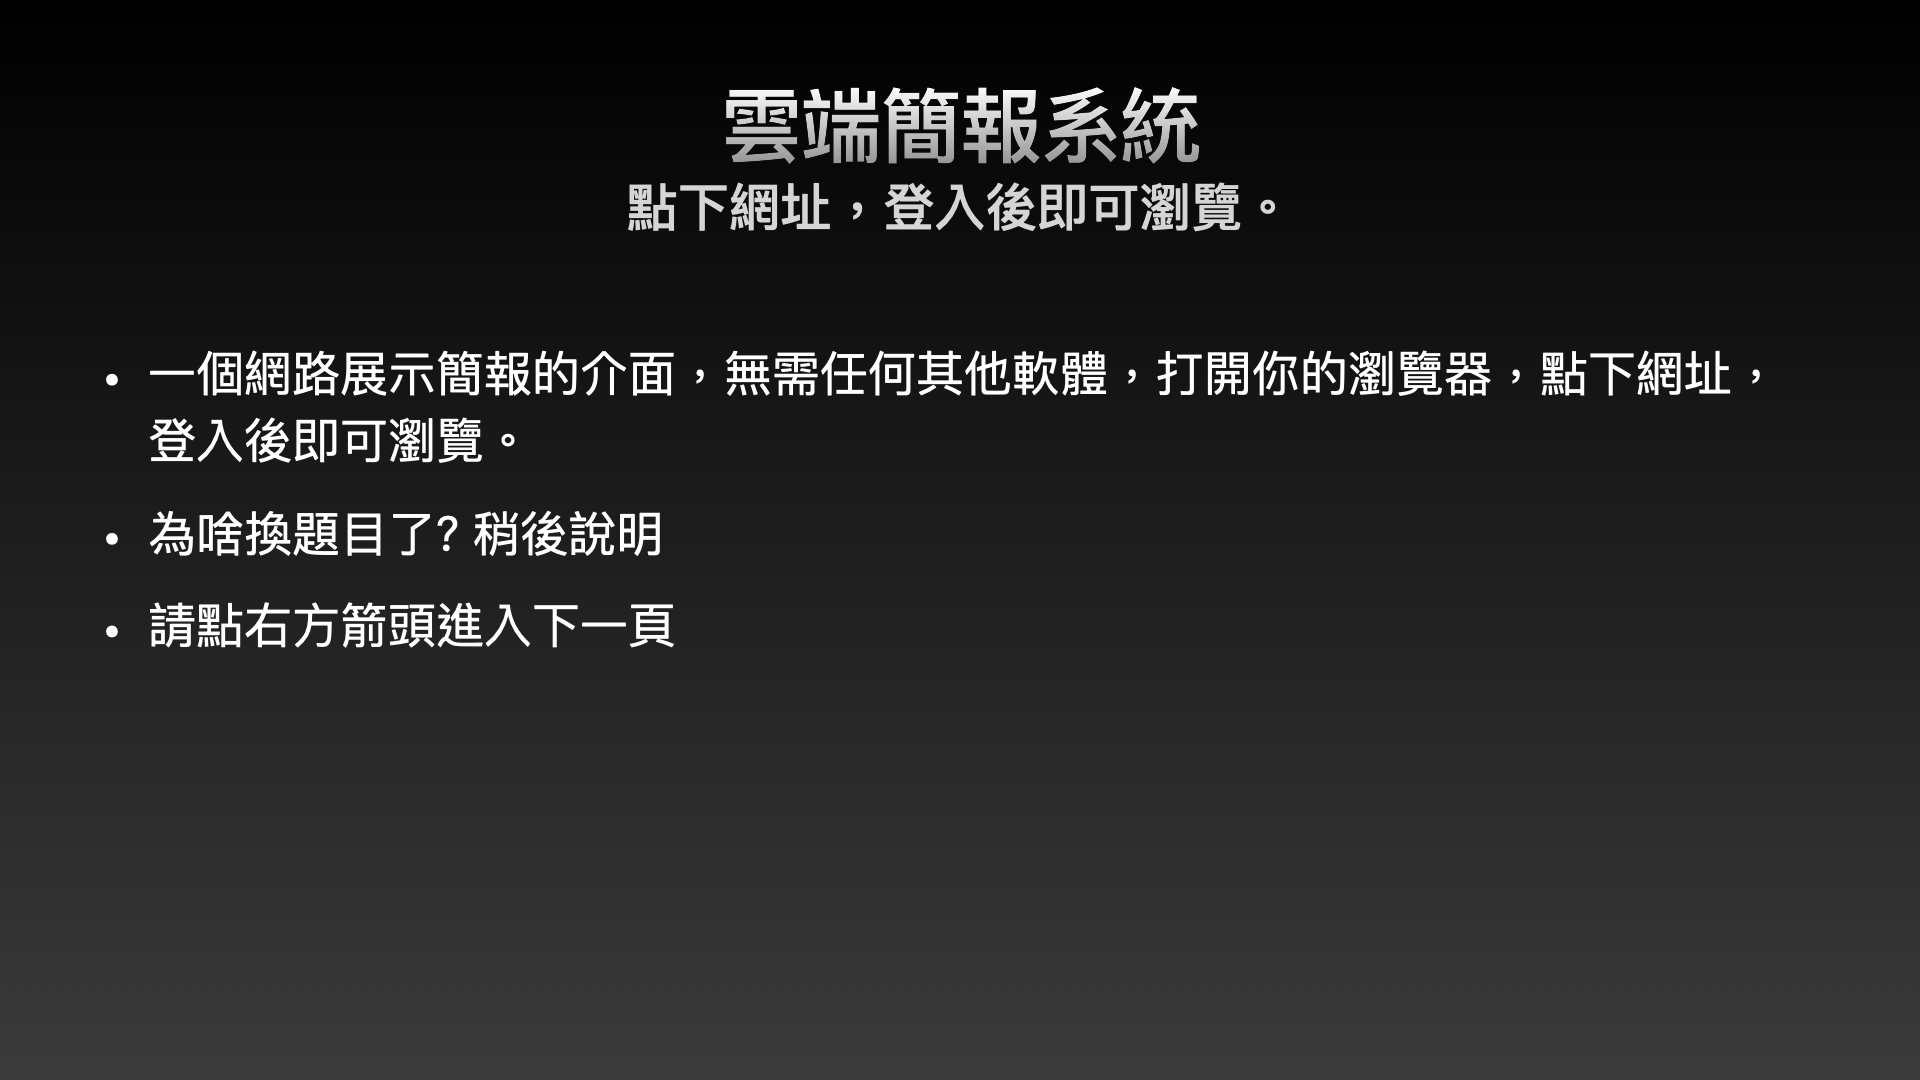 雲端簡報系統
點下網址，登入後即可瀏覽。
• 一個網路展示簡報的介面，無需任何其他軟體，打開你的瀏覽器，點下網址，
登入後即可瀏覽。
• 為啥換題目了? 稍後說明
• 請點右方箭頭進入下一頁